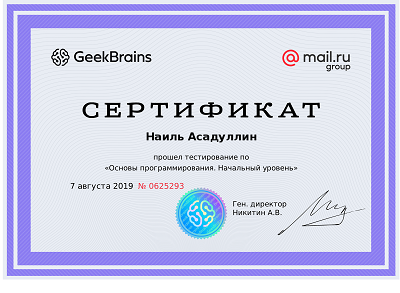 GeekBrains
@mail.ru
group
СЕРТИФИКАТ
Наиль Асадуллин
прошел тестирование по
«Основы программирования. Начальный уровень»
7 августа 2019 № 0625293
Ген. директор
Никитин А.В.